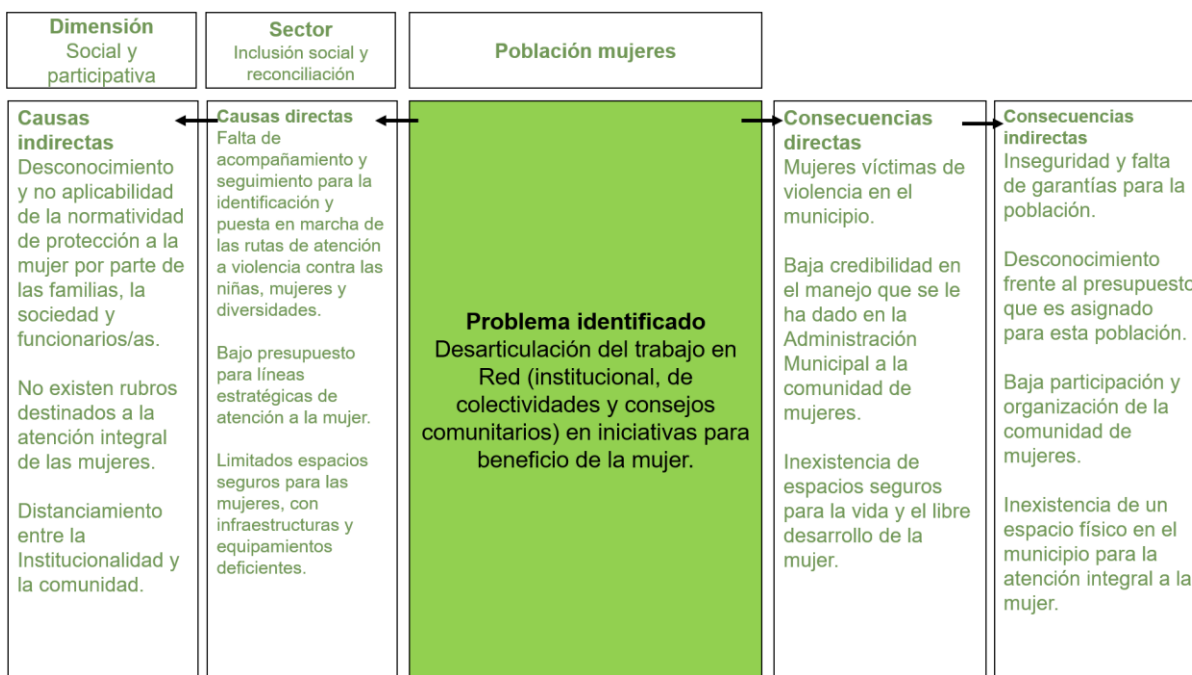 Dimensión
Social y
participativa
Sector
Inclusión social y
reconciliación
Población mujeres
Causas
indirectas
Desconocimiento
y no aplicabilidad
de la normatividad
de protección a la
mujer por parte de
las familias, la
sociedad y
funcionarios/as.
No existen rubros
destinados a la
atención integral
de las mujeres.
Distanciamiento
entre la
Institucionalidad y
la comunidad.
Causas directas
Falta de
acompañamiento y
seguimiento para la
identificación y
puesta en marcha de
las rutas de atención
a violencia contra las
niñas, mujeres y
diversidades.
Bajo presupuesto
para líneas
estratégicas de
atención a la mujer.
Limitados espacios
seguros para las
mujeres, con
infraestructuras y
equipamientos
deficientes.
Problema identificado
Desarticulación del trabajo en
Red (institucional, de
colectividades y consejos
comunitarios) en iniciativas para
beneficio de la mujer.
Consecuencias
directas
Mujeres víctimas de
violencia en el
municipio.
Baja credibilidad en
el manejo que se le
ha dado en la
Administración
Municipal a la
comunidad de
mujeres.
Inexistencia de
espacios seguros
para la vida y el libre
desarrollo de la
mujer.
Consecuencias
indirectas
Inseguridad y falta
de garantías para la
población.
Desconocimiento
frente al presupuesto
que es asignado
para esta población.
Baja participación y
organización de la
comunidad de
mujeres.
Inexistencia de un
espacio físico en el
municipio para la
atención integral a la
mujer.